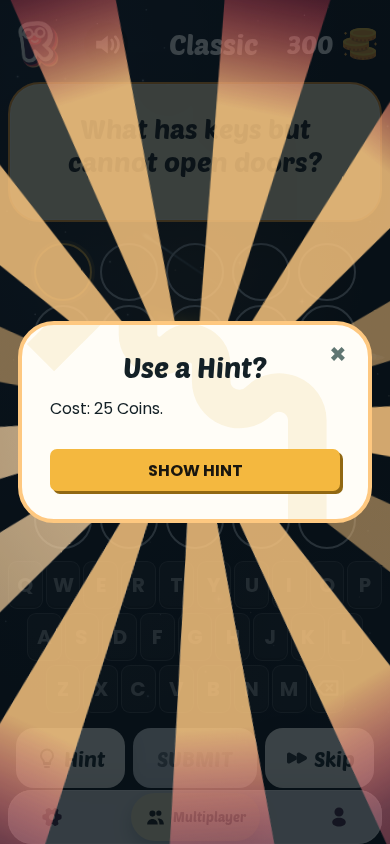 Classic 300
What has keys but
cannot open doors?
Use a Hint?
✖
Cost: 25 Coins.
SHOW HINT
Q W E R T Y U I O P
A S D F G H J K L
Z X C V B N M
Hint SUBMIT Skip
Multiplayer